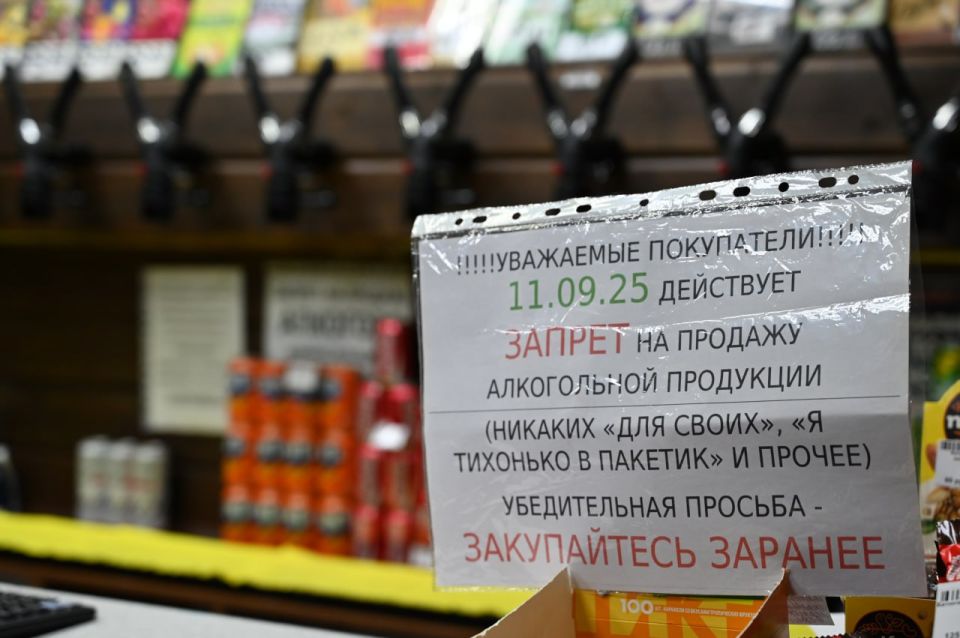 !!!!!УВАЖАЕМЫЕ ПОКУПАТЕЛИ!!!!!
11.09.25 ДЕЙСТВУЕТ
ЗАПРЕТ НА ПРОДАЖУ
АЛКОГОЛЬНОЙ ПРОДУКЦИИ
(НИКАКИХ «ДЛЯ СВОИХ», «Я
ТИХОНЬКО В ПАКЕТИК» И ПРОЧЕЕ)
УБЕДИТЕЛЬНАЯ ПРОСЬБА -
ЗАКУПАЙТЕСЬ ЗАРАНЕЕ
100